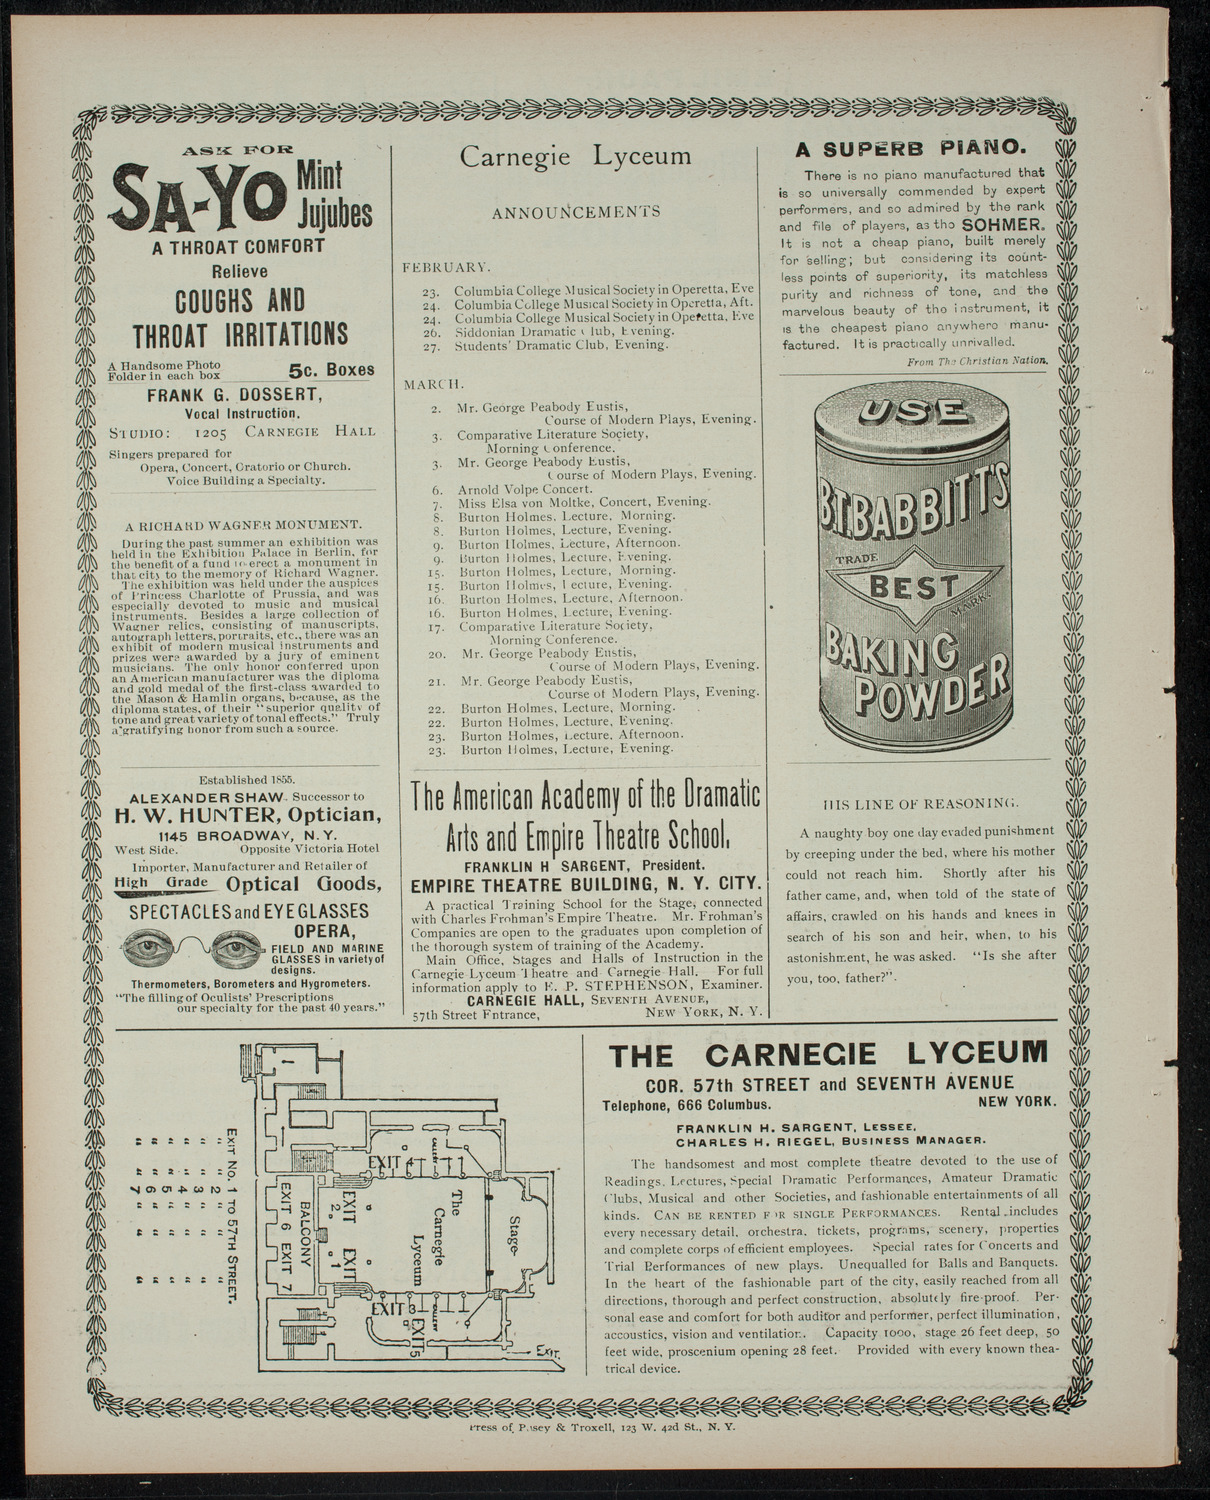 ASK FOR
SA-YO Mint Jujubes
A THROAT COMFORT
Relieve
COUGHS AND
THROAT IRRITATIONS
A Handsome Photo
Folder in each box 5c. Boxes
FRANK G. DOSSERT,
Vocal Instruction.
STUDIO: 1205 CARNEGIE HALL
Singers prepared for
Opera, Concert, Oratorio or Church.
Voice Building a Specialty.
A RICHARD WAGNER MONUMENT.
During the past summer an exhibition was
held in the Exhibition Palace in Berlin, for
the benefit of a fund to erect a monument in
that city to the memory of Richard Wagner.
The exhibition was held under the auspices
of Princess Charlotte of Prussia, and was
especially devoted to music and musical
instruments. Besides a large collection of
Wagner relics, consisting of manuscripts,
autograph letters, portraits, etc., there was an
exhibit of modern musical instruments and
prizes were awarded by a jury of eminent
musicians. The only honor conferred upon
an American manufacturer was the diploma
and gold medal of the first-class awarded to
the Mason & Hamlin organs, because, as the
diploma states, of their "superior quality of
tone and great variety of tonal effects." Truly
a gratifying honor from such a source.
Established 1855.
ALEXANDER SHAW. Successor to
H. W. HUNTER, Optician,
1145 BROADWAY, N. Y.
West Side. Opposite Victoria Hotel
Importer, Manufacturer and Retailer of
High Grade Optical Goods,
SPECTACLES and EYEGLASSES
OPERA,
FIELD AND MARINE
GLASSES in variety of
designs.
Thermometers, Borometers and Hygrometers.
"The filling of Oculists' Prescriptions
our specialty for the past 40 years."
Carnegie Lyceum
ANNOUNCEMENTS
FEBRUARY.
23. Columbia College Musical Society in Operetta, Eve
24. Columbia College Musical Society in Operetta, Aft.
24. Columbia College Musical Society in Operetta, Eve
26. Siddonian Dramatic Club, Evening.
27. Students' Dramatic Club, Evening.
MARCH.
2. Mr. George Peabody Eustis,
Course of Modern Plays, Evening.
3. Comparative Literature Society,
Morning Conference.
3. Mr. George Peabody Eustis,
Course of Modern Plays, Evening.
6. Arnold Volpe Concert.
7. Miss Elsa von Moltke, Concert, Evening.
8. Burton Holmes, Lecture, Morning.
8. Burton Holmes, Lecture, Evening.
9. Burton Holmes, Lecture, Afternoon.
9. Burton Holmes, Lecture, Evening.
15. Burton Holmes, Lecture, Morning.
15. Burton Holmes, Lecture, Evening.
16. Burton Holmes, Lecture, Afternoon.
16. Burton Holmes, Lecture, Evening.
17. Comparative Literature Society,
Morning Conference.
20. Mr. George Peabody Eustis,
Course of Modern Plays, Evening.
21. Mr. George Peabody Eustis,
Course of Modern Plays, Evening.
22. Burton Holmes, Lecture, Morning.
22. Burton Holmes, Lecture, Evening.
23. Burton Holmes, Lecture, Afternoon.
23. Burton Holmes, Lecture, Evening.
The American Academy of the Dramatic
Arts and Empire Theatre School,
FRANKLIN H SARGENT, President.
EMPIRE THEATRE BUILDING, N. Y. CITY.
A practical Training School for the Stage, connected
with Charles Frohman's Empire Theatre. Mr. Frohman's
Companies are open to the graduates upon completion of
the thorough system of training of the Academy.
Main Office, Stages and Halls of Instruction in the
Carnegie Lyceum Theatre and Carnegie Hall. For full
information apply to E. P. STEPHENSON, Examiner.
CARNEGIE HALL, SEVENTH AVENUE,
57th Street Entrance, NEW YORK, N. Y.
A SUPERB PIANO.
There is no piano manufactured that
is so universally commended by expert
performers, and so admired by the rank
and file of players, as the SOHMER.
It is not a cheap piano, built merely
for selling; but considering its count-
less points of superiority, its matchless
purity and richness of tone, and the
marvelous beauty of the instrument, it
is the cheapest piano anywhere manu-
factured. It is practically unrivalled.
From The Christian Nation.
USE
B.T. BABBITT'S
TRADE
BEST
MARK.
BAKING
POWDER
HIS LINE OF REASONING.
A naughty boy one day evaded punishment
by creeping under the bed, where his mother
could not reach him. Shortly after his
father came, and, when told of the state of
affairs, crawled on his hands and knees in
search of his son and heir, when, to his
astonishment, he was asked. "Is she after
you, too, father?".
EXIT NO. 1 TO 57TH STREET.
" " 2 " " "
" " 3 " " "
" " 4 " " "
" " 5 " " "
" " 6 " " "
" " 7 " " "
BALCONY
EXIT 6 EXIT 7
EXIT 2
EXIT 1
EXIT 4
GALLERY
The
Carnegie
Lyceum
Stage
EXIT 3
GALLERY
EXIT 5
EXIT.
THE CARNEGIE LYCEUM
COR. 57th STREET and SEVENTH AVENUE
Telephone, 666 Columbus. NEW YORK.
FRANKLIN H. SARGENT, LESSEE.
CHARLES H. RIEGEL, BUSINESS MANAGER.
The handsomest and most complete theatre devoted to the use of
Readings, Lectures, Special Dramatic Performances, Amateur Dramatic
Clubs, Musical and other Societies, and fashionable entertainments of all
kinds. CAN BE RENTED FOR SINGLE PERFORMANCES. Rental includes
every necessary detail, orchestra, tickets, programs, scenery, properties
and complete corps of efficient employees. Special rates for Concerts and
Trial Performances of new plays. Unequalled for Balls and Banquets.
In the heart of the fashionable part of the city, easily reached from all
directions, thorough and perfect construction, absolutely fire-proof. Per-
sonal ease and comfort for both auditor and performer, perfect illumination,
accoustics, vision and ventilation. Capacity 1000, stage 26 feet deep, 50
feet wide, proscenium opening 28 feet. Provided with every known thea-
trical device.
Press of Pusey & Troxell, 123 W. 42d St., N. Y.